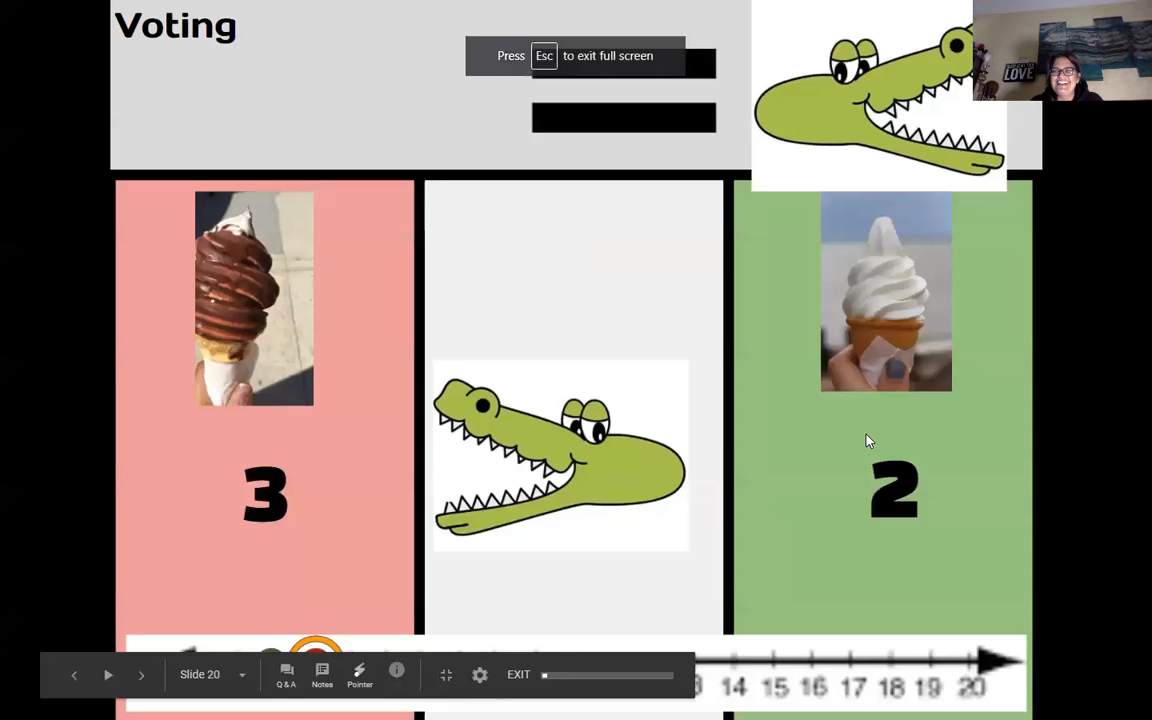 Voting
Press Esc to exit full screen
LOVE
3
2
Slide 20
Q & A
Notes
Pointer
EXIT
14 15 16 17 18 19 20